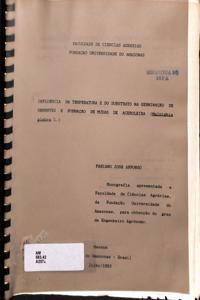 FACULDADE DE CIÊNCIAS AGRÁRIAS
FUNDAÇÃO UNIVERSIDADE DO AMAZONAS
INFLUÊNCIA DA TEMPERATURA E DO SUBSTRATO NA GERMINAÇÃO DE
SEMENTES E FORMAÇÃO DE MUDAS DE ACEROLEIRA (Malpighia
glabra L.)
FABIANO JOSÉ AFFONSO
Monografia apresentada a
Faculdade de Ciências Agrárias,
da Fundação Universidade do
Amazonas, para obtenção do grau
de Engenheiro Agrônomo.
Manaus
Amazonas - Brasil